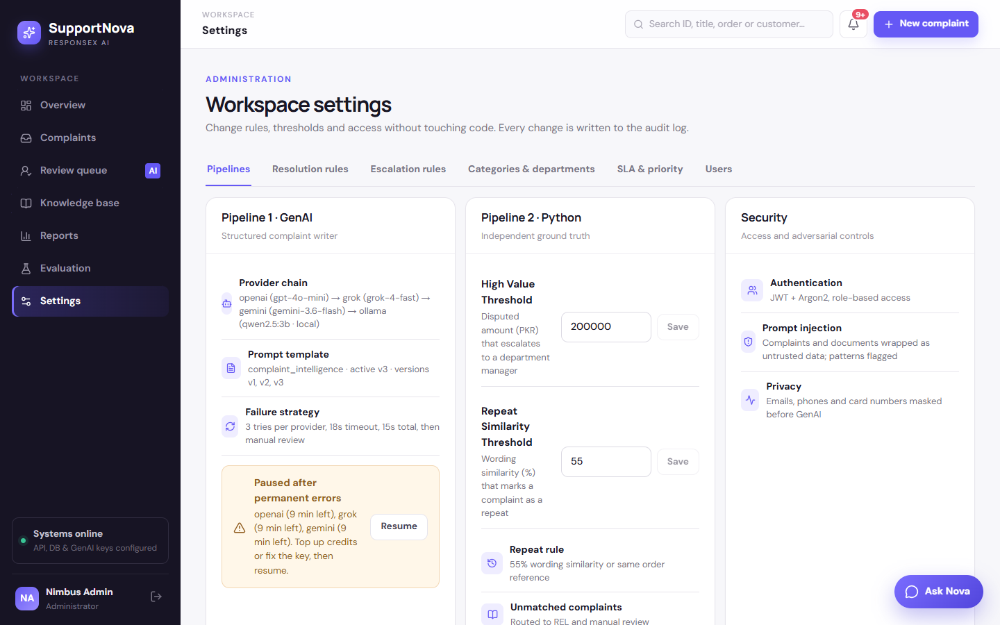 SupportNova
RESPONSEX AI
WORKSPACE
Overview
Complaints
Review queue
AI
Knowledge base
Reports
Evaluation
Settings
Systems online
API, DB & GenAI keys configured
NA
Nimbus Admin
Administrator
WORKSPACE
Settings
Search ID, title, order or customer...
9+
New complaint
ADMINISTRATION
Workspace settings
Change rules, thresholds and access without touching code. Every change is written to the audit log.
Pipelines
Resolution rules
Escalation rules
Categories & departments
SLA & priority
Users
Pipeline 1 · GenAI
Structured complaint writer
Provider chain
openai (gpt-4o-mini) → grok (grok-4-fast) →
gemini (gemini-3.6-flash) → ollama
(qwen2.5:3b · local)
Prompt template
complaint_intelligence · active v3 · versions
v1, v2, v3
Failure strategy
3 tries per provider, 18s timeout, 15s total, then
manual review
Paused after
permanent errors
openai (9 min left), grok
(9 min left), gemini (9
min left). Top up credits
or fix the key, then
resume.
Resume
Pipeline 2 · Python
Independent ground truth
High Value
Threshold
Disputed
amount (PKR)
that escalates
to a department
manager
200000
Save
Repeat
Similarity
Threshold
Wording
similarity (%)
that marks a
complaint as a
repeat
55
Save
Repeat rule
55% wording similarity or same order
reference
Unmatched complaints
Routed to REL and manual review
Security
Access and adversarial controls
Authentication
JWT + Argon2, role-based access
Prompt injection
Complaints and documents wrapped as
untrusted data; patterns flagged
Privacy
Emails, phones and card numbers masked
before GenAI
Ask Nova